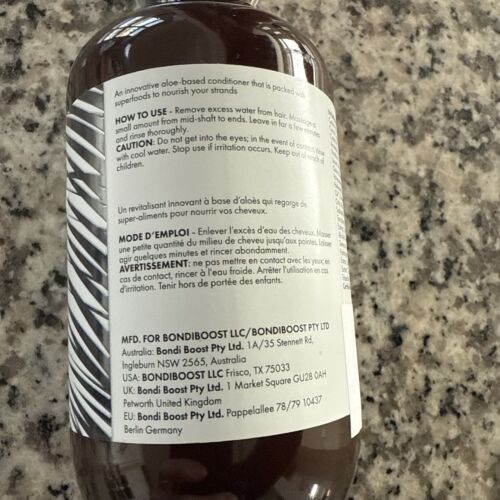 An innovative aloe-based conditioner that is packed with
superfoods to nourish your strands
HOW TO USE - Remove excess water from hair. Massage a
small amount from mid-shaft to ends. Leave in for a few minutes
and rinse thoroughly.
CAUTION: Do not get into the eyes; in the event of contact, rinse
with cool water. Stop use if irritation occurs. Keep out of reach of
children.
Un revitalisant innovant à base d'aloès qui regorge de
super-aliments pour nourrir vos cheveux.
MODE D'EMPLOI - Enlever l'excès d'eau des cheveux. Masser
une petite quantité du milieu de cheveu jusqu'aux pointes. Laisser
agir quelques minutes et rincer abondamment.
AVERTISSEMENT: ne pas mettre en contact avec les yeux; en
cas de contact, rincer à l'eau froide. Arrêter l'utilisation en cas
d'irritation. Tenir hors de portée des enfants.
MFD. FOR BONDIBOOST LLC/BONDIBOOST PTY LTD
Australia: Bondi Boost Pty Ltd. 1A/35 Stennett Rd,
Ingleburn NSW 2565, Australia
USA: BONDIBOOST LLC Frisco, TX 75033
UK: Bondi Boost Pty Ltd. 1 Market Square GU28 0AH
Petworth United Kingdom
EU: Bondi Boost Pty Ltd. Pappelallee 78/79 10437
Berlin Germany